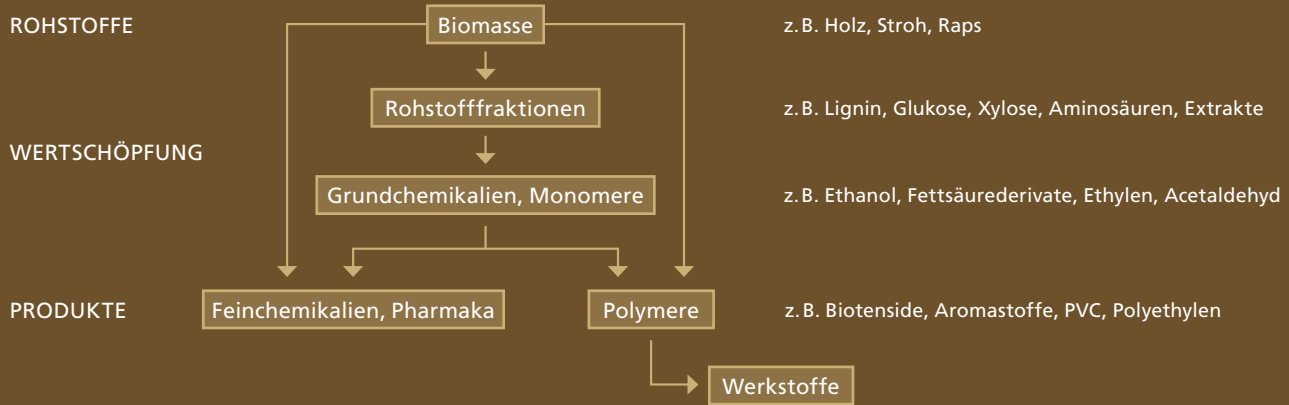 ROHSTOFFE
Biomasse
z.B. Holz, Stroh, Raps
Rohstofffraktionen
z.B. Lignin, Glukose, Xylose, Aminosäuren, Extrakte
WERTSCHÖPFUNG
Grundchemikalien, Monomere
z.B. Ethanol, Fettsäurederivate, Ethylen, Acetaldehyd
PRODUKTE
Feinchemikalien, Pharmaka
Polymere
z.B. Biotenside, Aromastoffe, PVC, Polyethylen
Werkstoffe